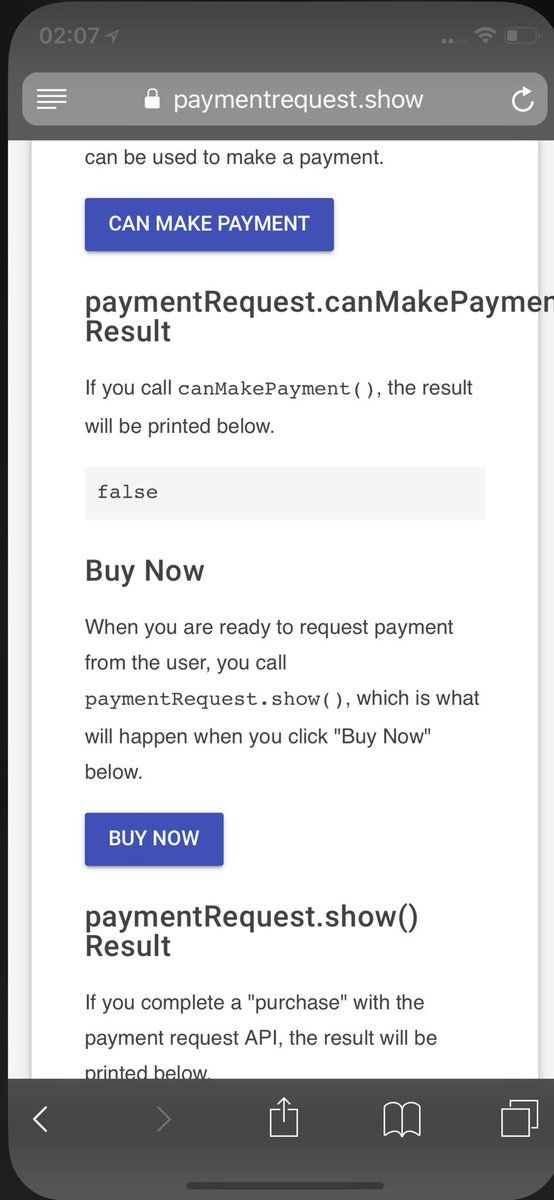 02:07
paymentrequest.show
can be used to make a payment.
CAN MAKE PAYMENT
paymentRequest.canMakePaymen
Result
If you call canMakePayment(), the result
will be printed below.
false
Buy Now
When you are ready to request payment
from the user, you call
paymentRequest.show(), which is what
will happen when you click "Buy Now"
below.
BUY NOW
paymentRequest.show()
Result
If you complete a "purchase" with the
payment request API, the result will be
printed below.